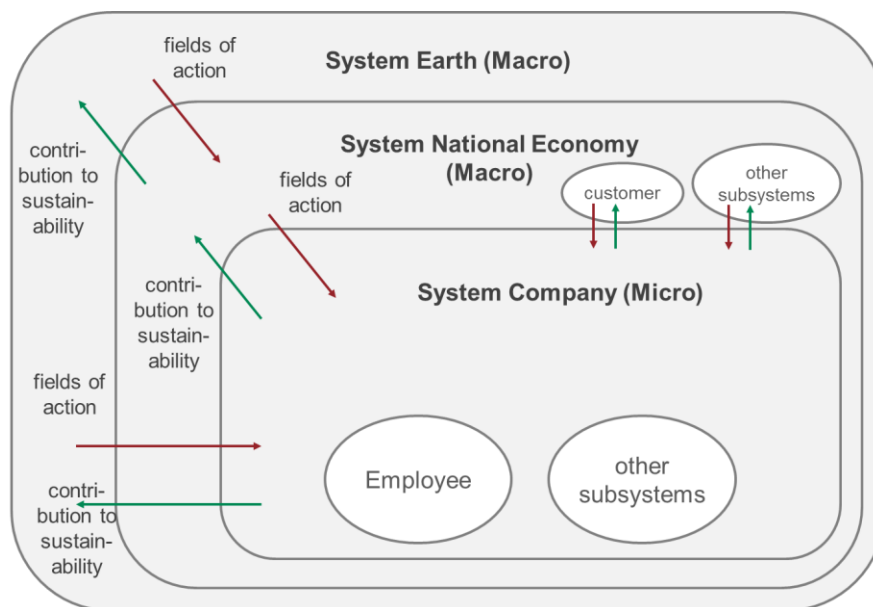 fields of
action
System Earth (Macro)
contri-
bution to
sustain-
ability
System National Economy
(Macro)
fields of
action
customer
other
subsystems
contri-
bution to
sustain-
ability
System Company (Micro)
fields of
action
contri-
bution to
sustain-
ability
Employee
other
subsystems